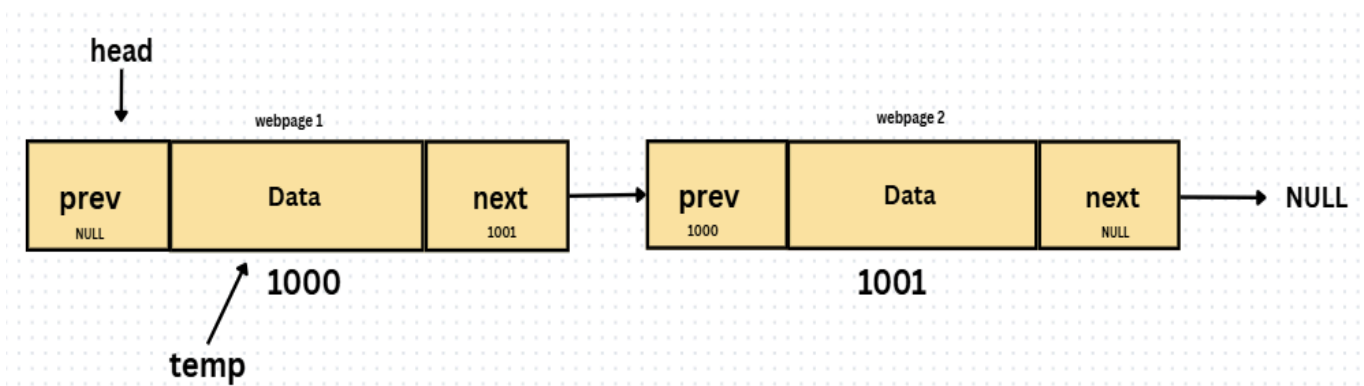 head
webpage 1
webpage 2
prev
NULL
Data
next
1001
prev
1000
Data
next
NULL
NULL
1000
1001
temp